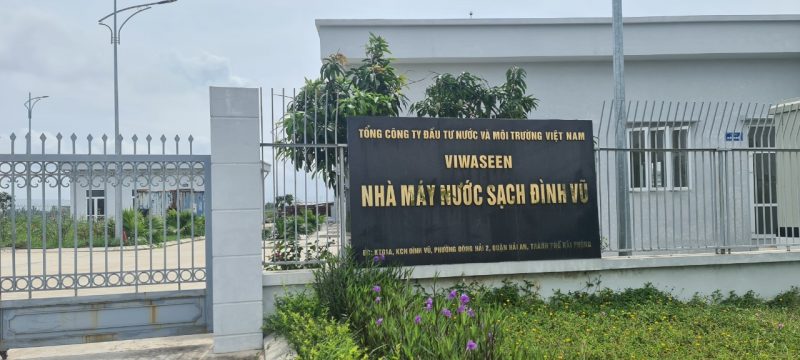 TỔNG CÔNG TY ĐẦU TƯ NƯỚC VÀ MÔI TRƯỜNG VIỆT NAM
VIWASEEN
NHÀ MÁY NƯỚC SẠCH ĐÌNH VŨ
KCN ĐÌNH VŨ, PHƯỜNG ĐÔNG HẢI 2, QUẬN HẢI AN, THÀNH PHỐ HẢI PHÒNG